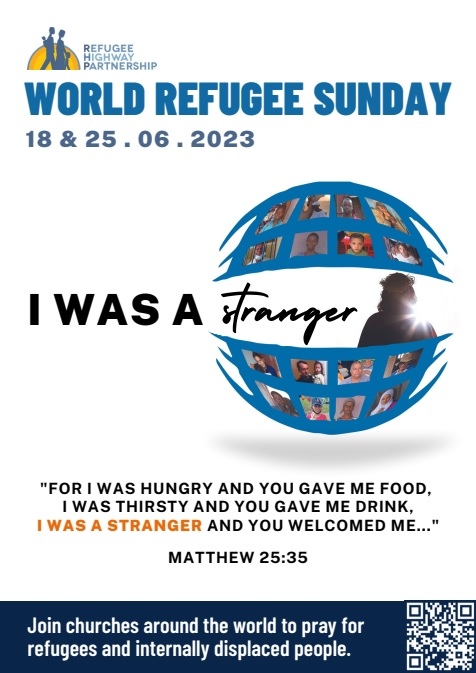 REFUGEE
HIGHWAY
PARTNERSHIP
WORLD REFUGEE SUNDAY
18 & 25 . 06 . 2023
I WAS A stranger
"FOR I WAS HUNGRY AND YOU GAVE ME FOOD,
I WAS THIRSTY AND YOU GAVE ME DRINK,
I WAS A STRANGER AND YOU WELCOMED ME..."
MATTHEW 25:35
Join churches around the world to pray for
refugees and internally displaced people.